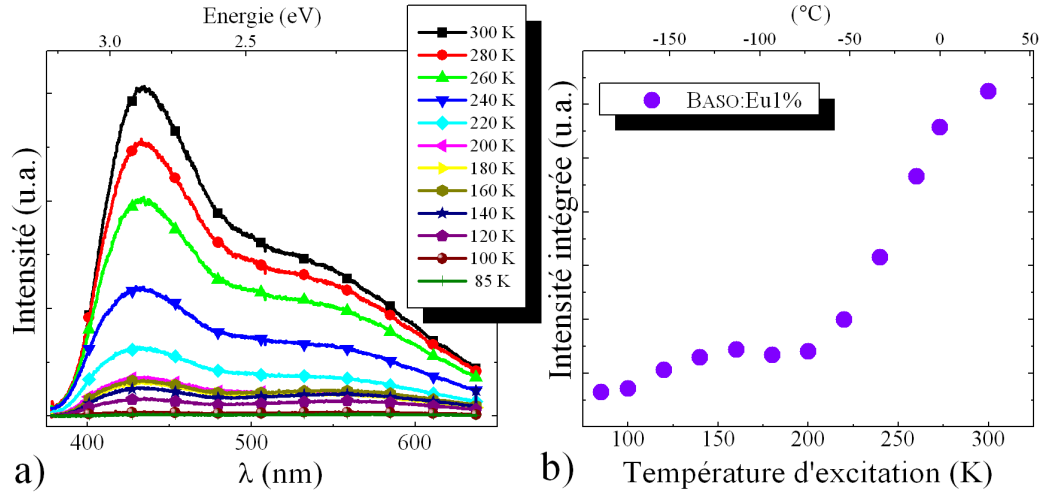 Energie (eV)
3.0 2.5
Intensité (u.a.)
300 K
280 K
260 K
240 K
220 K
200 K
180 K
160 K
140 K
120 K
100 K
85 K
400 500 600
a) λ (nm)
(°C)
-150 -100 -50 0 50
BASO:Eu1%
Intensité intégrée (u.a.)
100 150 200 250 300
b) Température d'excitation (K)